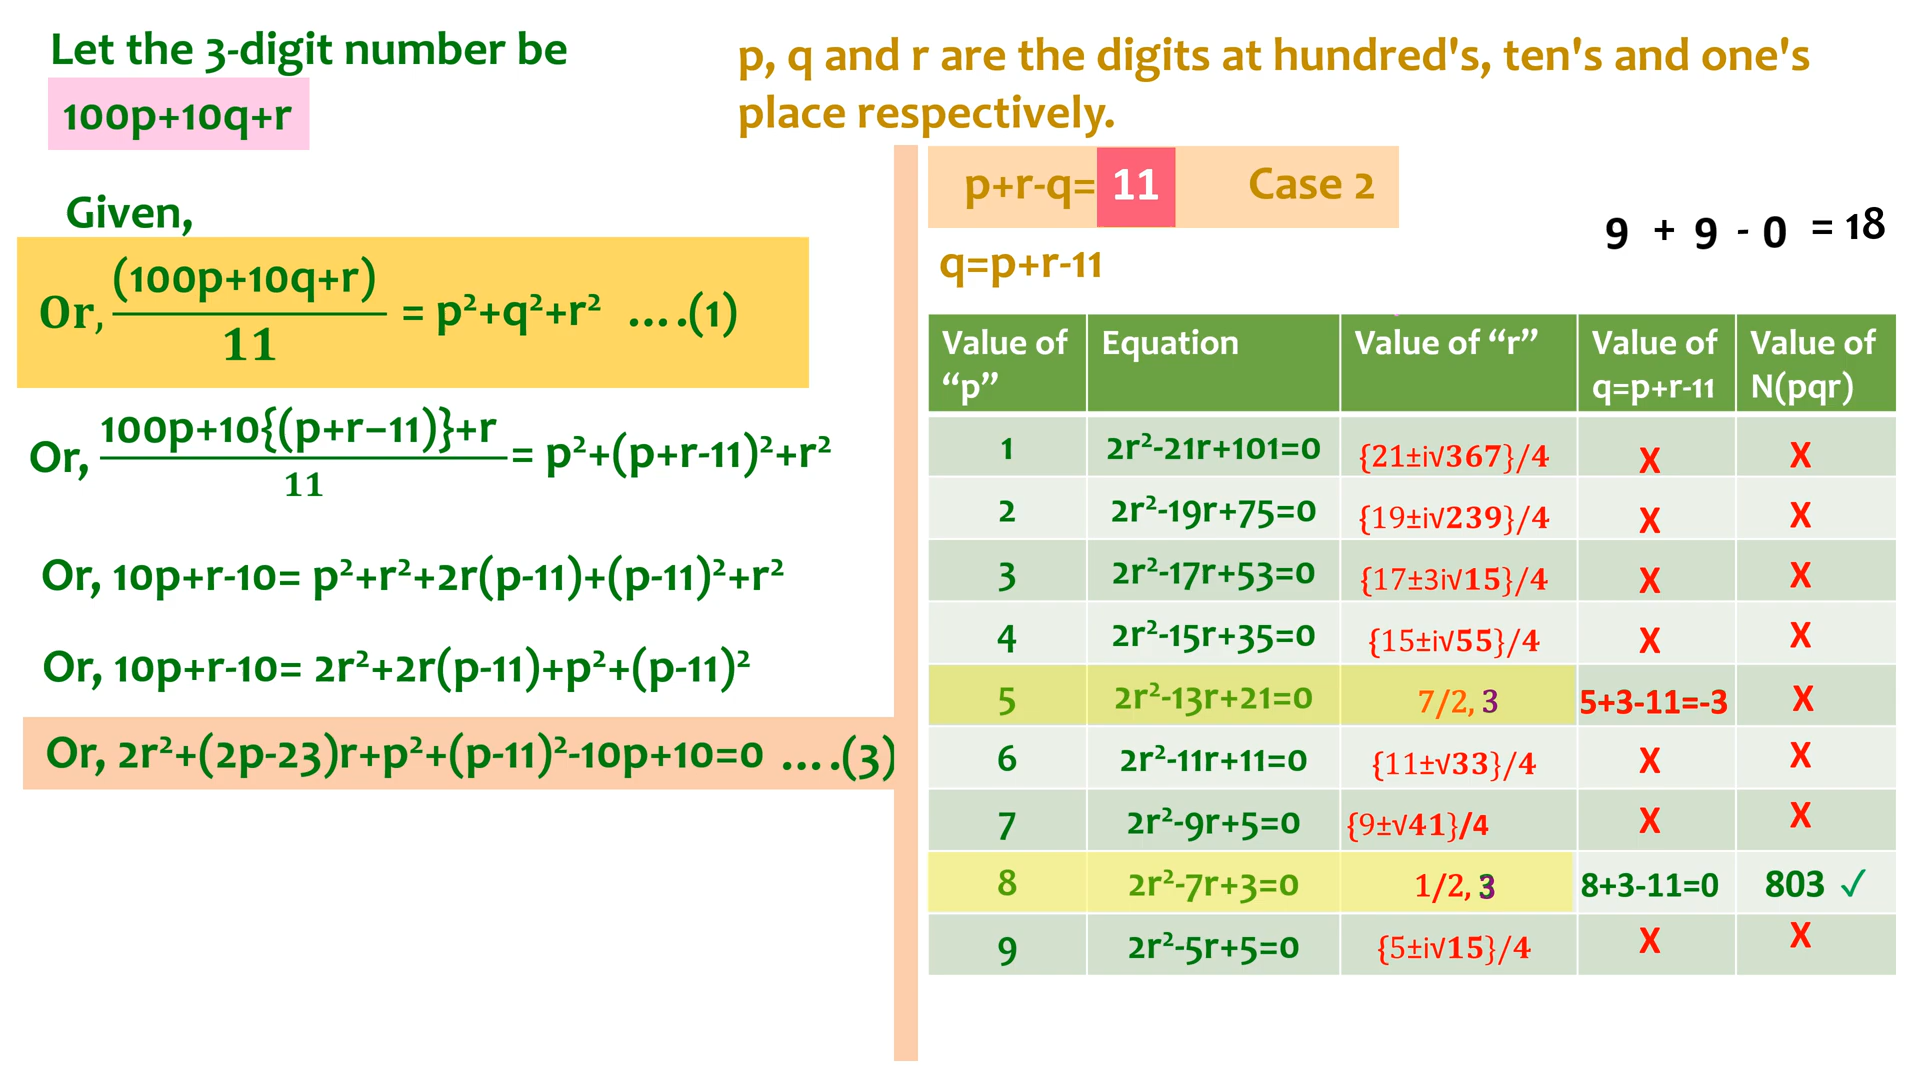 Let the 3-digit number be
100p+10q+r
p, q and r are the digits at hundred's, ten's and one's
place respectively.
Given,
Or, (100p+10q+r)/11 = p²+q²+r² ....(1)
Or, 100p+10{(p+r−11)}+r/11 = p²+(p+r-11)²+r²
Or, 10p+r-10= p²+r²+2r(p-11)+(p-11)²+r²
Or, 10p+r-10= 2r²+2r(p-11)+p²+(p-11)²
Or, 2r²+(2p-23)r+p²+(p-11)²-10p+10=0 ....(3)
p+r-q= 11 Case 2
9 + 9 - 0 = 18
q=p+r-11
Value of “p” Equation Value of “r” Value of q=p+r-11 Value of N(pqr)
1 2r²-21r+101=0 {21±i√367}/4 X X
2 2r²-19r+75=0 {19±i√239}/4 X X
3 2r²-17r+53=0 {17±3i√15}/4 X X
4 2r²-15r+35=0 {15±i√55}/4 X X
5 2r²-13r+21=0 7/2, 3 5+3-11=-3 X
6 2r²-11r+11=0 {11±√33}/4 X X
7 2r²-9r+5=0 {9±√41}/4 X X
8 2r²-7r+3=0 1/2, 3 8+3-11=0 803 ✓
9 2r²-5r+5=0 {5±i√15}/4 X X